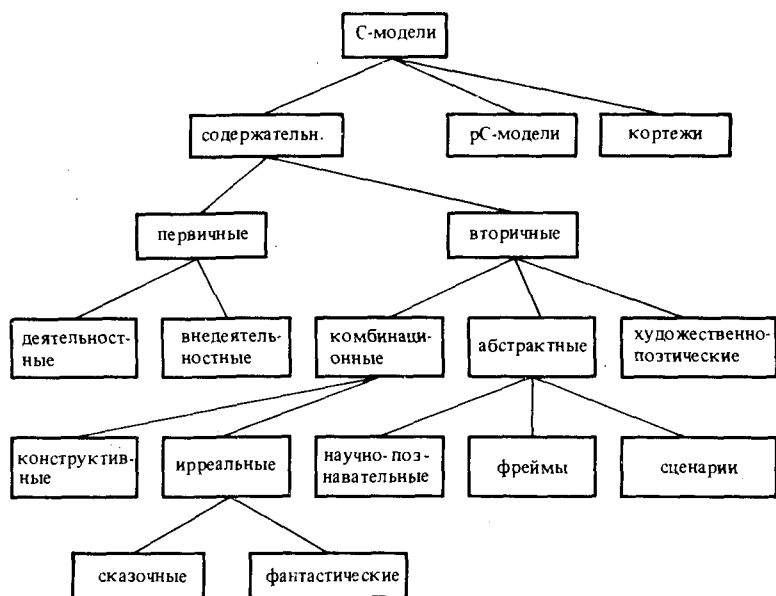 С-модели
содержательн.
рС-модели
кортежи
первичные
вторичные
деятельност-
ные
внедеятель-
ностные
комбинаци-
онные
абстрактные
художественно-
поэтические
конструктив-
ные
ирреальные
научно-поз-
навательные
фреймы
сценарии
сказочные
фантастические